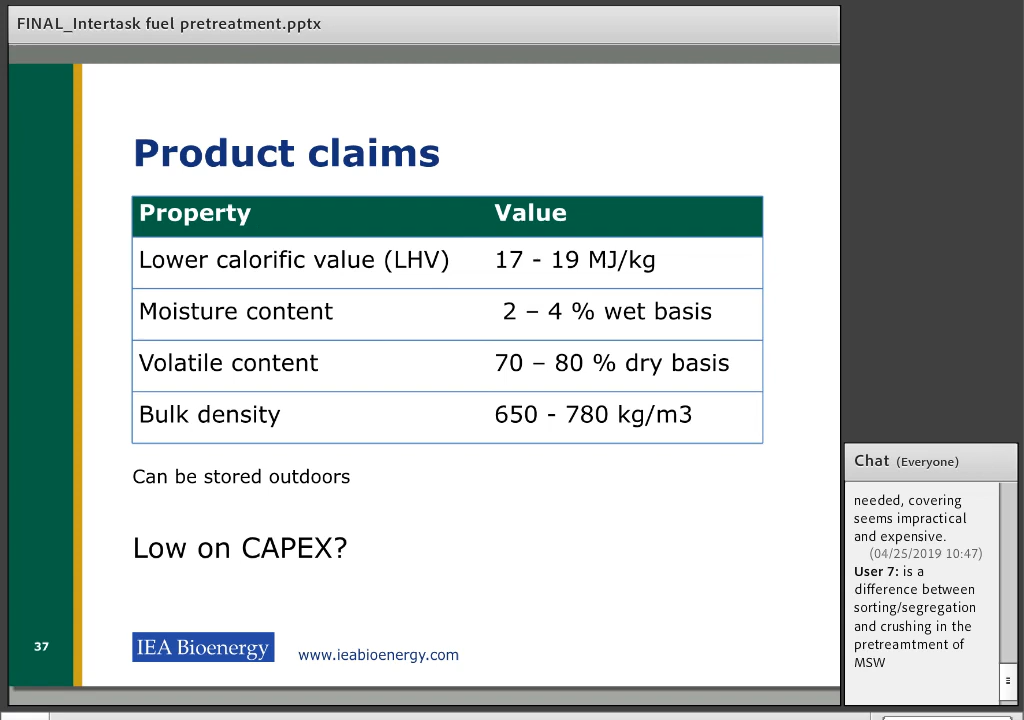 FINAL_Intertask fuel pretreatment.pptx
Product claims
Property Value
Lower calorific value (LHV) 17 - 19 MJ/kg
Moisture content 2 – 4 % wet basis
Volatile content 70 – 80 % dry basis
Bulk density 650 - 780 kg/m3
Can be stored outdoors
Low on CAPEX?
37
IEA Bioenergy
www.ieabioenergy.com
Chat (Everyone)
needed, covering
seems impractical
and expensive.
(04/25/2019 10:47)
User 7: is a
difference between
sorting/segregation
and crushing in the
pretreamtment of
MSW